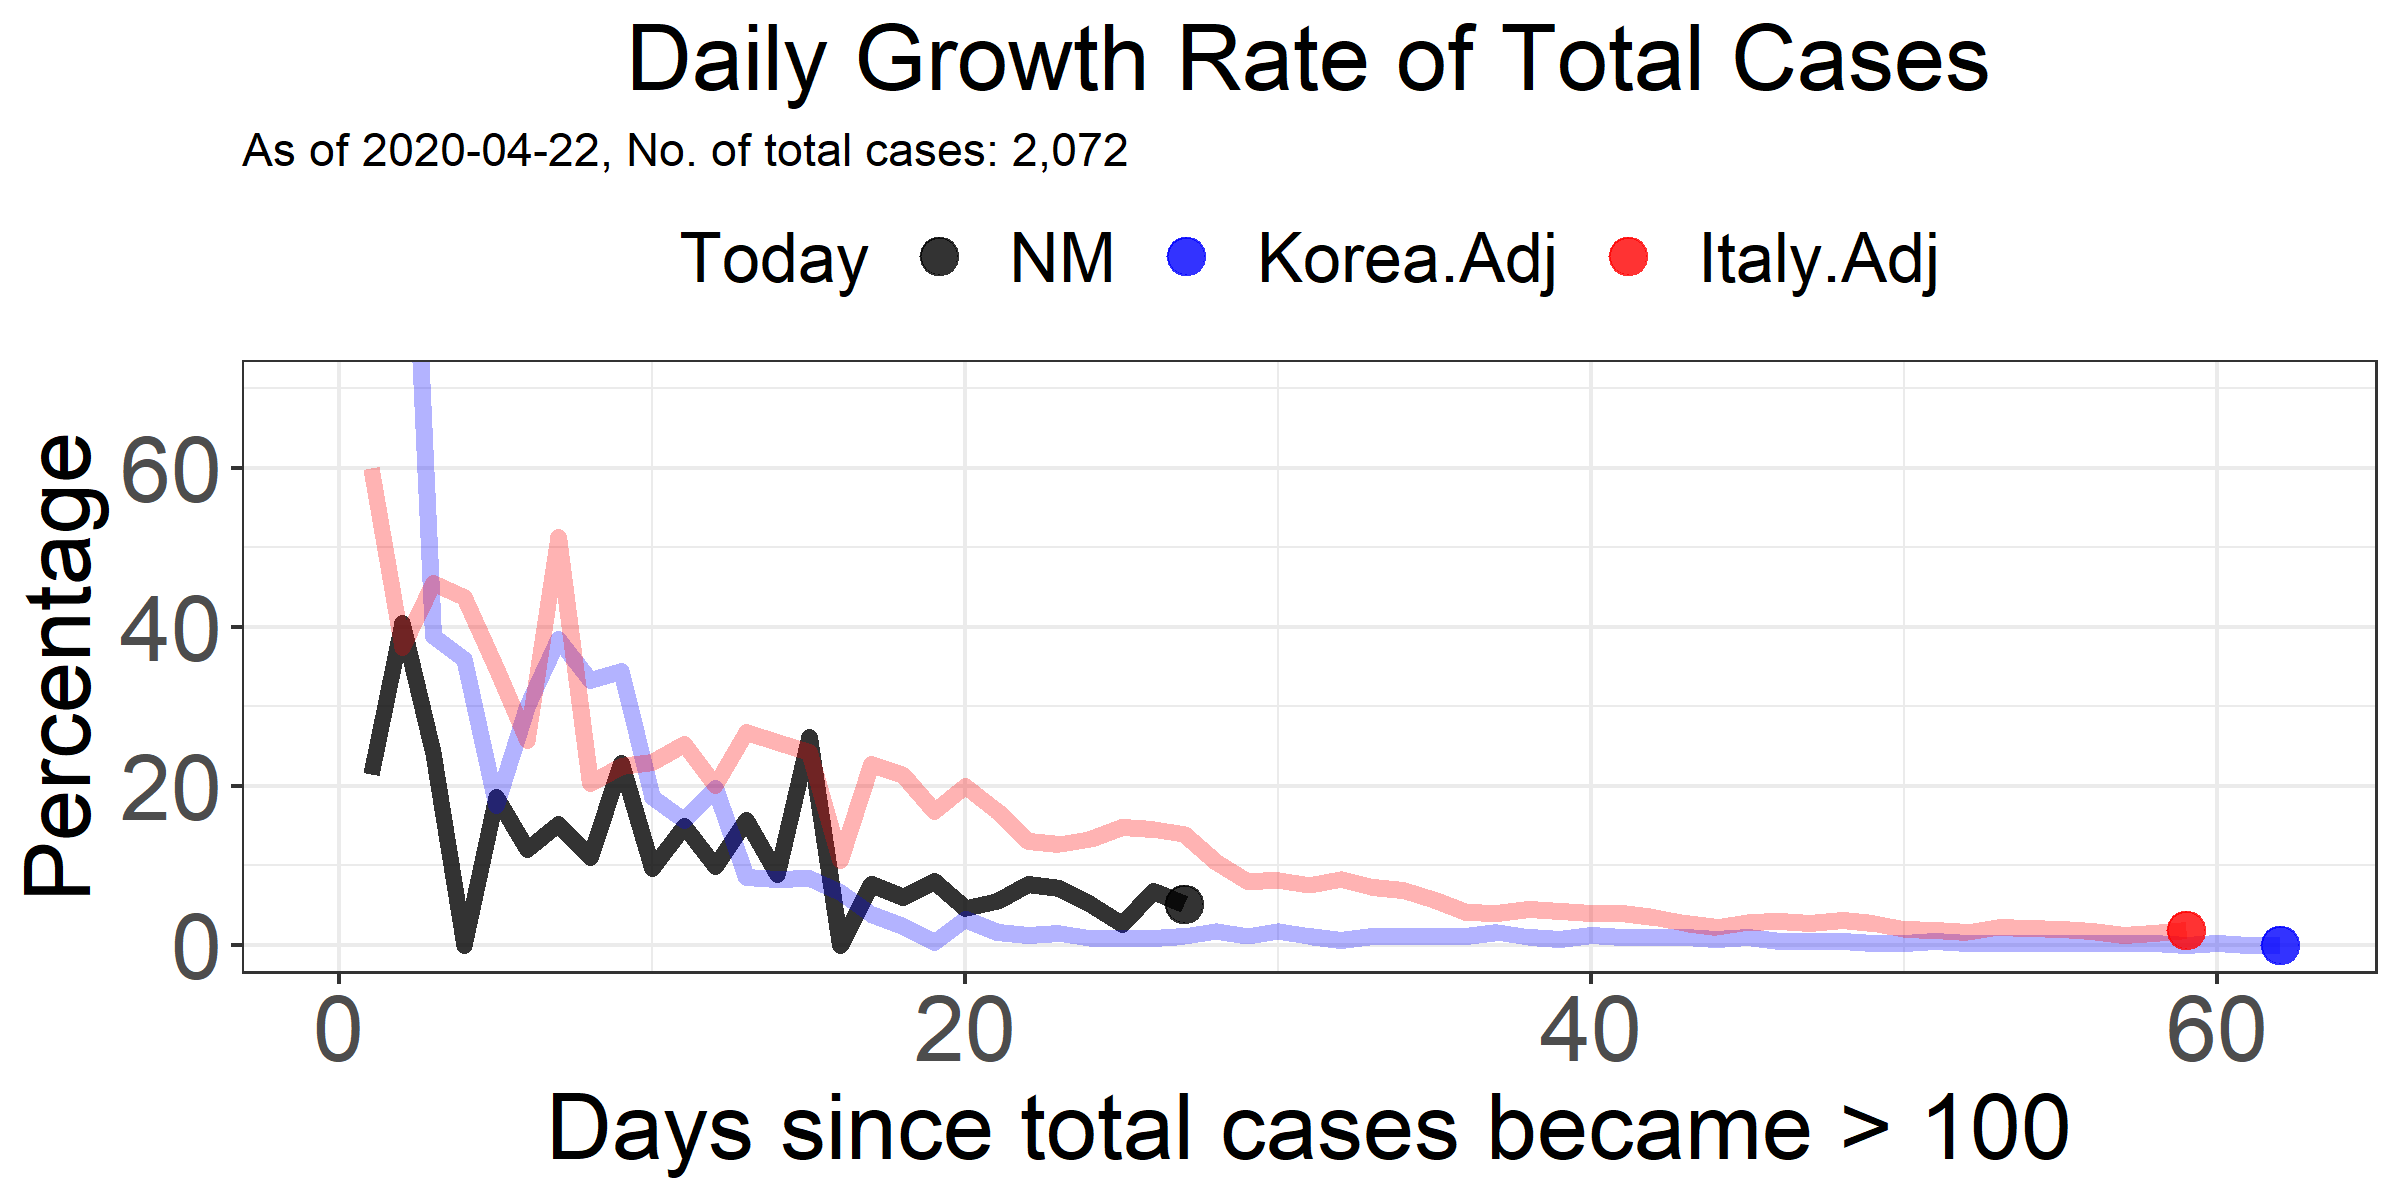 Daily Growth Rate of Total Cases
As of 2020-04-22, No. of total cases: 2,072
Today NM Korea.Adj Italy.Adj
Percentage
60
40
20
0
0 20 40 60
Days since total cases became > 100